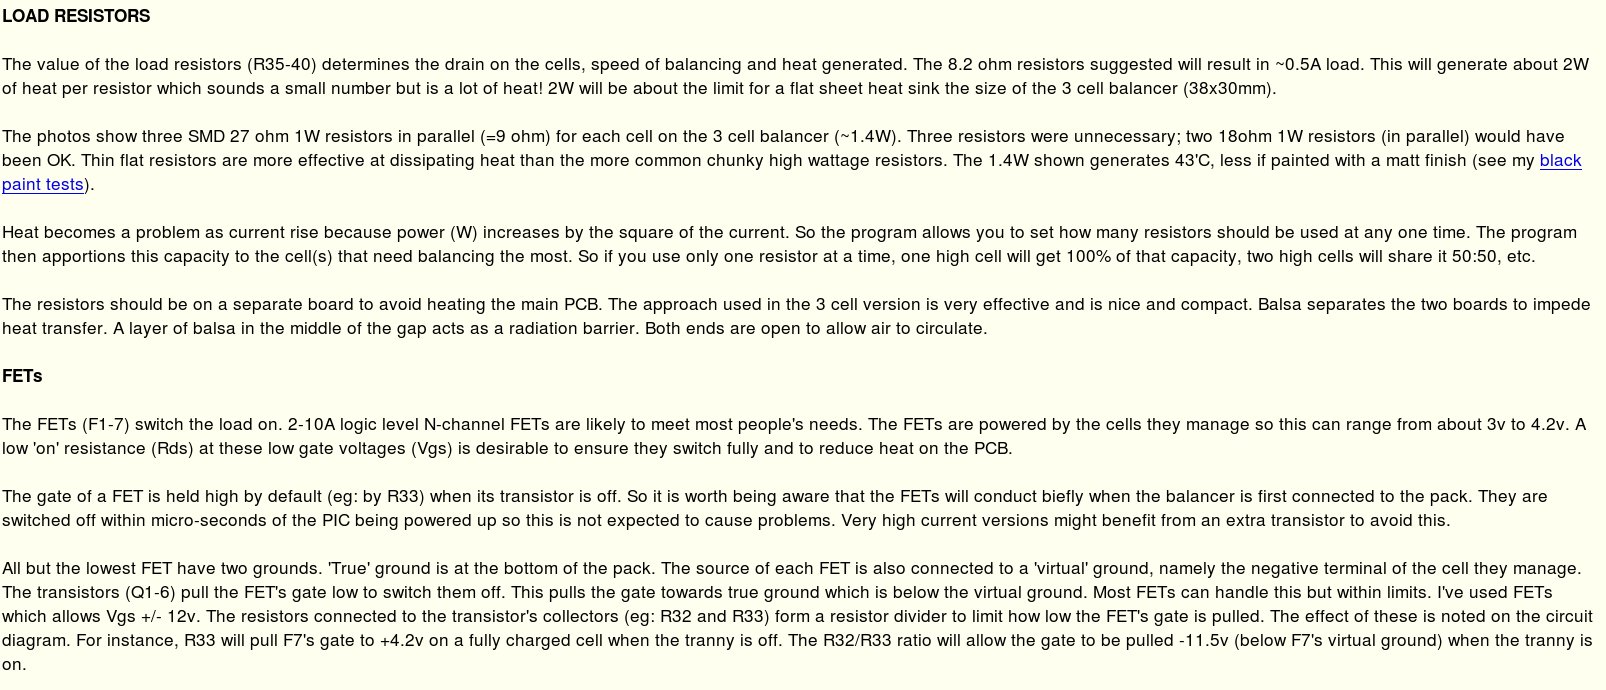 LOAD RESISTORS
The value of the load resistors (R35-40) determines the drain on the cells, speed of balancing and heat generated. The 8.2 ohm resistors suggested will result in ~0.5A load. This will generate about 2W
of heat per resistor which sounds a small number but is a lot of heat! 2W will be about the limit for a flat sheet heat sink the size of the 3 cell balancer (38x30mm).
The photos show three SMD 27 ohm 1W resistors in parallel (=9 ohm) for each cell on the 3 cell balancer (~1.4W). Three resistors were unnecessary; two 18ohm 1W resistors (in parallel) would have
been OK. Thin flat resistors are more effective at dissipating heat than the more common chunky high wattage resistors. The 1.4W shown generates 43'C, less if painted with a matt finish (see my black
paint tests).
Heat becomes a problem as current rise because power (W) increases by the square of the current. So the program allows you to set how many resistors should be used at any one time. The program
then apportions this capacity to the cell(s) that need balancing the most. So if you use only one resistor at a time, one high cell will get 100% of that capacity, two high cells will share it 50:50, etc.
The resistors should be on a separate board to avoid heating the main PCB. The approach used in the 3 cell version is very effective and is nice and compact. Balsa separates the two boards to impede
heat transfer. A layer of balsa in the middle of the gap acts as a radiation barrier. Both ends are open to allow air to circulate.
FETs
The FETs (F1-7) switch the load on. 2-10A logic level N-channel FETs are likely to meet most people's needs. The FETs are powered by the cells they manage so this can range from about 3v to 4.2v. A
low 'on' resistance (Rds) at these low gate voltages (Vgs) is desirable to ensure they switch fully and to reduce heat on the PCB.
The gate of a FET is held high by default (eg: by R33) when its transistor is off. So it is worth being aware that the FETs will conduct biefly when the balancer is first connected to the pack. They are
switched off within micro-seconds of the PIC being powered up so this is not expected to cause problems. Very high current versions might benefit from an extra transistor to avoid this.
All but the lowest FET have two grounds. 'True' ground is at the bottom of the pack. The source of each FET is also connected to a 'virtual' ground, namely the negative terminal of the cell they manage.
The transistors (Q1-6) pull the FET's gate low to switch them off. This pulls the gate towards true ground which is below the virtual ground. Most FETs can handle this but within limits. I've used FETs
which allows Vgs +/- 12v. The resistors connected to the transistor's collectors (eg: R32 and R33) form a resistor divider to limit how low the FET's gate is pulled. The effect of these is noted on the circuit
diagram. For instance, R33 will pull F7's gate to +4.2v on a fully charged cell when the tranny is off. The R32/R33 ratio will allow the gate to be pulled -11.5v (below F7's virtual ground) when the tranny is
on.